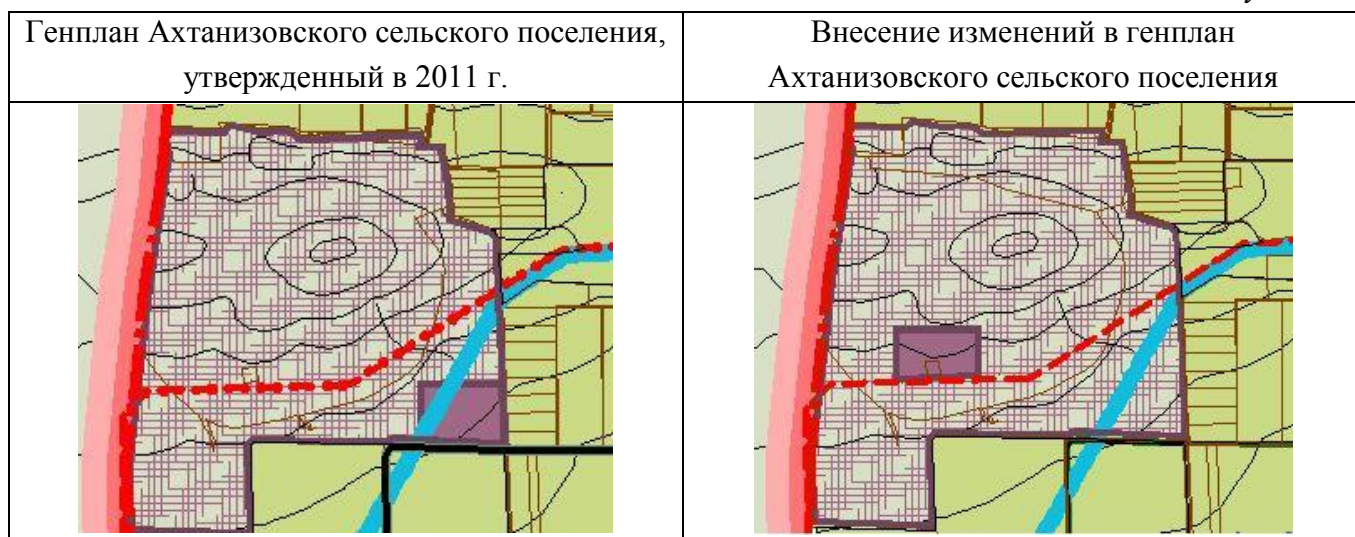 Генплан Ахтанизовского сельского поселения,
утвержденный в 2011 г.
Внесение изменений в генплан
Ахтанизовского сельского поселения